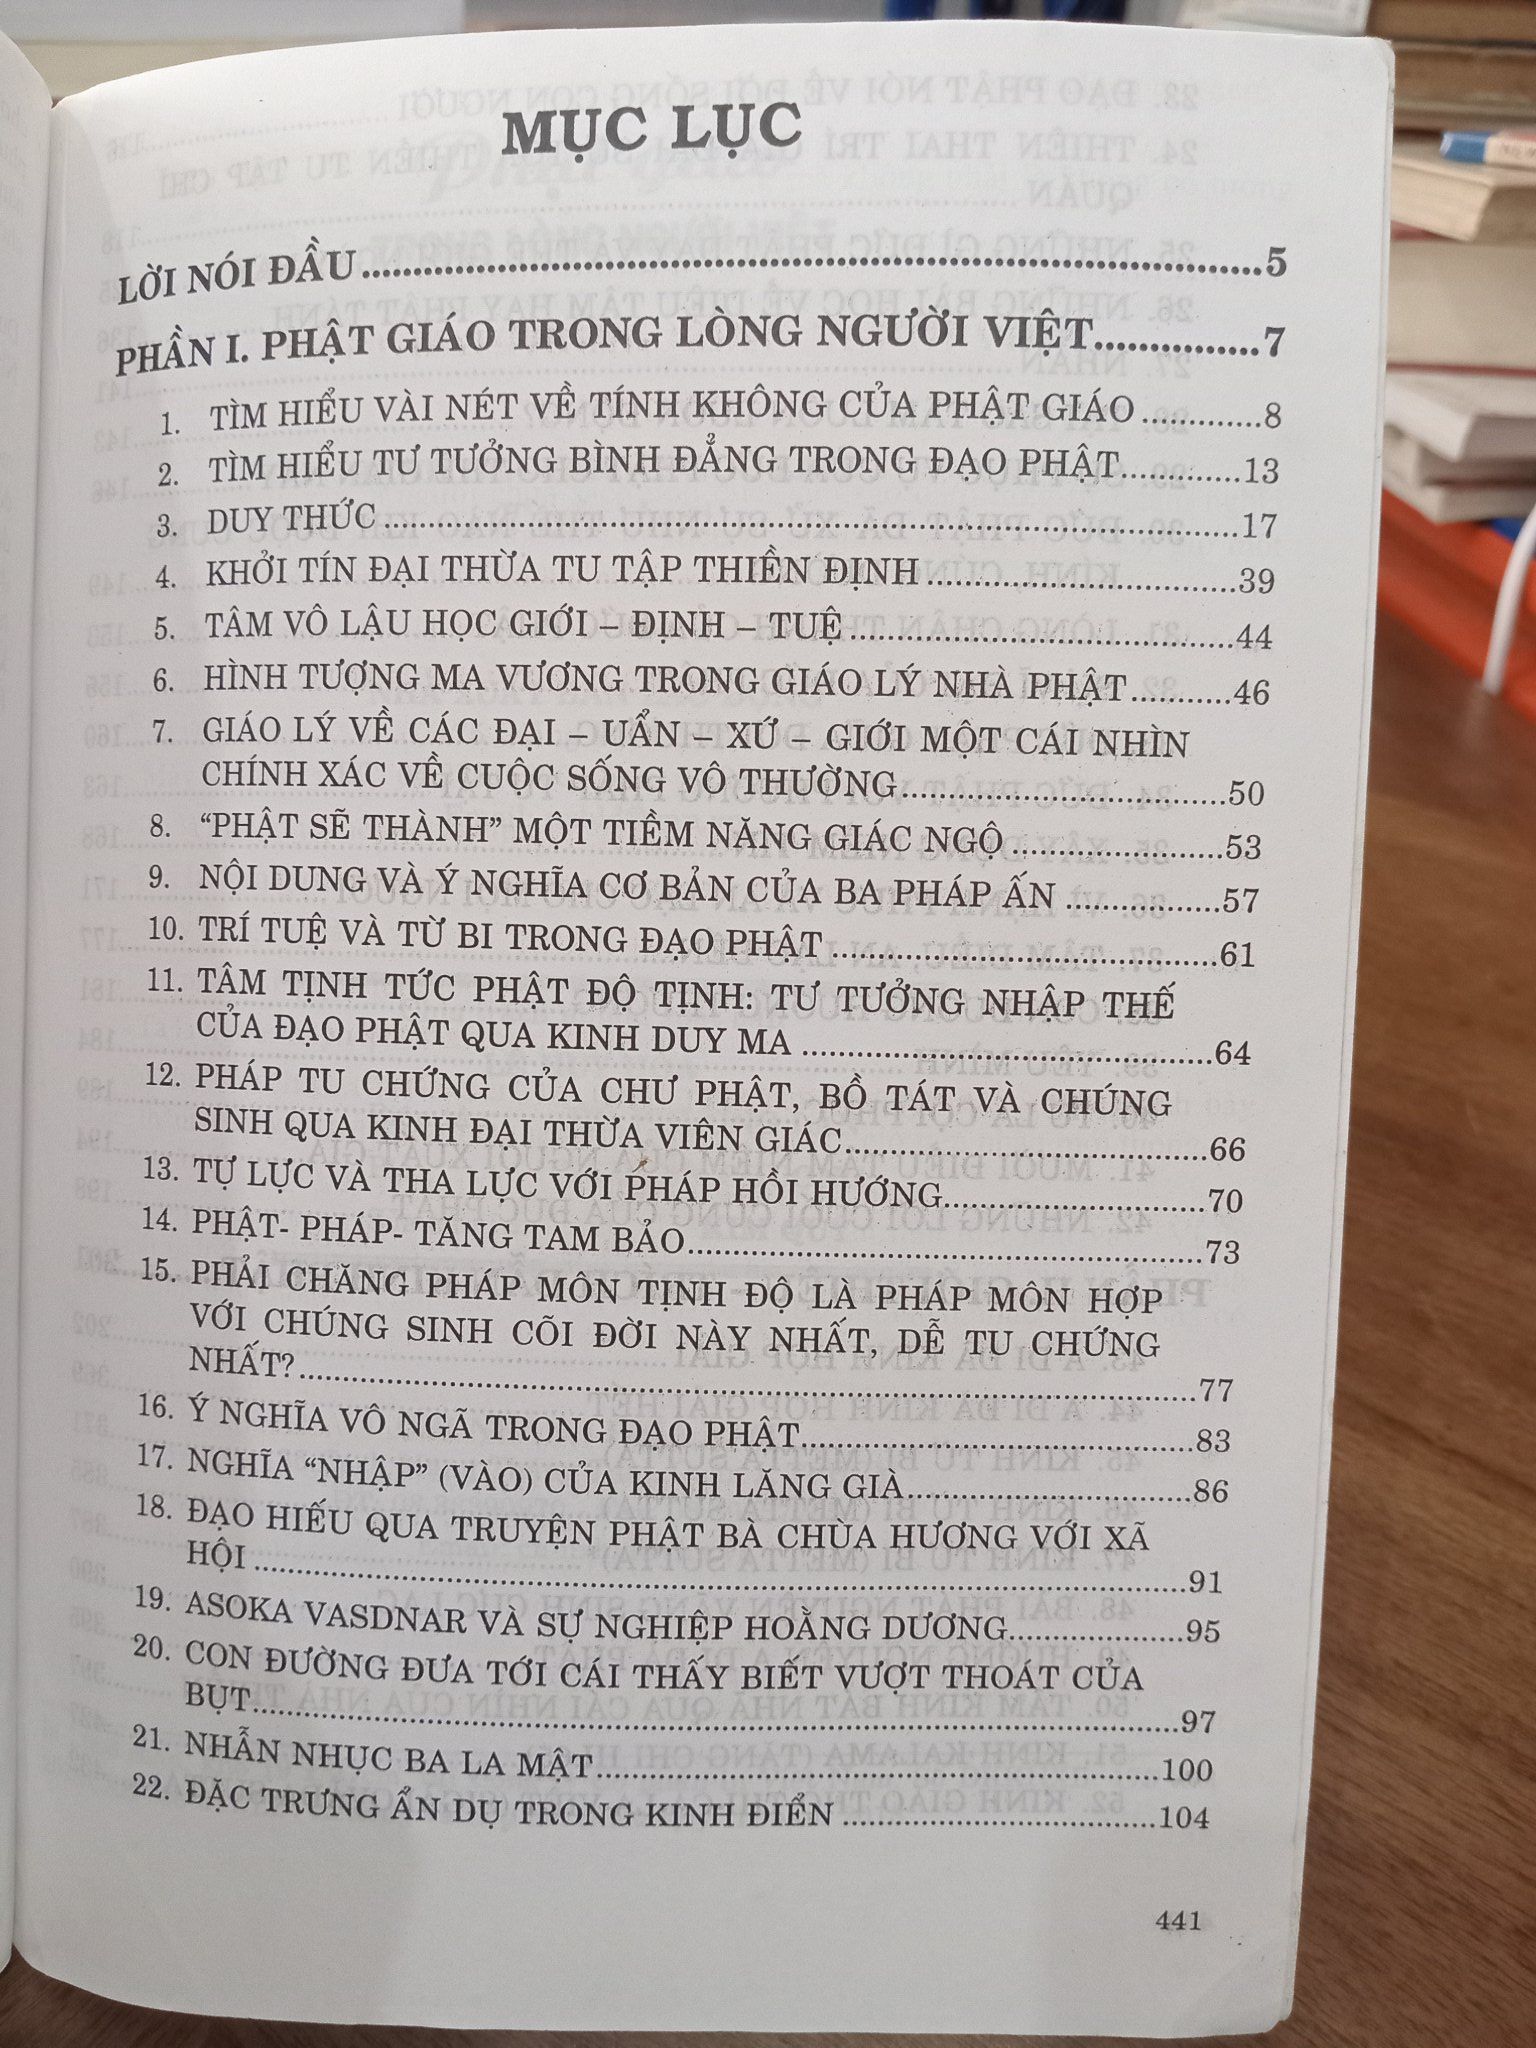 MỤC LỤC
LỜI NÓI ĐẦU..........5
PHẦN I. PHẬT GIÁO TRONG LÒNG NGƯỜI VIỆT..........7
1. TÌM HIỂU VÀI NÉT VỀ TÍNH KHÔNG CỦA PHẬT GIÁO..........8
2. TÌM HIỂU TƯ TƯỞNG BÌNH ĐẲNG TRONG ĐẠO PHẬT..........13
3. DUY THỨC..........17
4. KHỞI TÍN ĐẠI THỪA TU TẬP THIỀN ĐỊNH..........39
5. TÂM VÔ LẬU HỌC GIỚI – ĐỊNH – TUỆ..........44
6. HÌNH TƯỢNG MA VƯƠNG TRONG GIÁO LÝ NHÀ PHẬT..........46
7. GIÁO LÝ VỀ CÁC ĐẠI – UẨN – XỨ – GIỚI MỘT CÁI NHÌN
CHÍNH XÁC VỀ CUỘC SỐNG VÔ THƯỜNG..........50
8. “PHẬT SẼ THÀNH” MỘT TIỀM NĂNG GIÁC NGỘ..........53
9. NỘI DUNG VÀ Ý NGHĨA CƠ BẢN CỦA BA PHÁP ẤN..........57
10. TRÍ TUỆ VÀ TỪ BI TRONG ĐẠO PHẬT..........61
11. TÂM TỊNH TỨC PHẬT ĐỘ TỊNH: TƯ TƯỞNG NHẬP THẾ
CỦA ĐẠO PHẬT QUA KINH DUY MA..........64
12. PHÁP TU CHỨNG CỦA CHƯ PHẬT, BỒ TÁT VÀ CHÚNG
SINH QUA KINH ĐẠI THỪA VIÊN GIÁC..........66
13. TỰ LỰC VÀ THA LỰC VỚI PHÁP HỒI HƯỚNG..........70
14. PHẬT- PHÁP- TĂNG TAM BẢO..........73
15. PHẢI CHĂNG PHÁP MÔN TỊNH ĐỘ LÀ PHÁP MÔN HỢP
VỚI CHÚNG SINH CÕI ĐỜI NÀY NHẤT, DỄ TU CHỨNG
NHẤT?..........77
16. Ý NGHĨA VÔ NGÃ TRONG ĐẠO PHẬT..........83
17. NGHĨA “NHẬP” (VÀO) CỦA KINH LĂNG GIÀ..........86
18. ĐẠO HIẾU QUA TRUYỆN PHẬT BÀ CHÙA HƯƠNG VỚI XÃ
HỘI..........91
19. ASOKA VASDNAR VÀ SỰ NGHIỆP HOẰNG DƯƠNG..........95
20. CON ĐƯỜNG ĐƯA TỚI CÁI THẤY BIẾT VƯỢT THOÁT CỦA
BỤT..........97
21. NHẪN NHỤC BA LA MẬT..........100
22. ĐẶC TRƯNG ẨN DỤ TRONG KINH ĐIỂN..........104
441